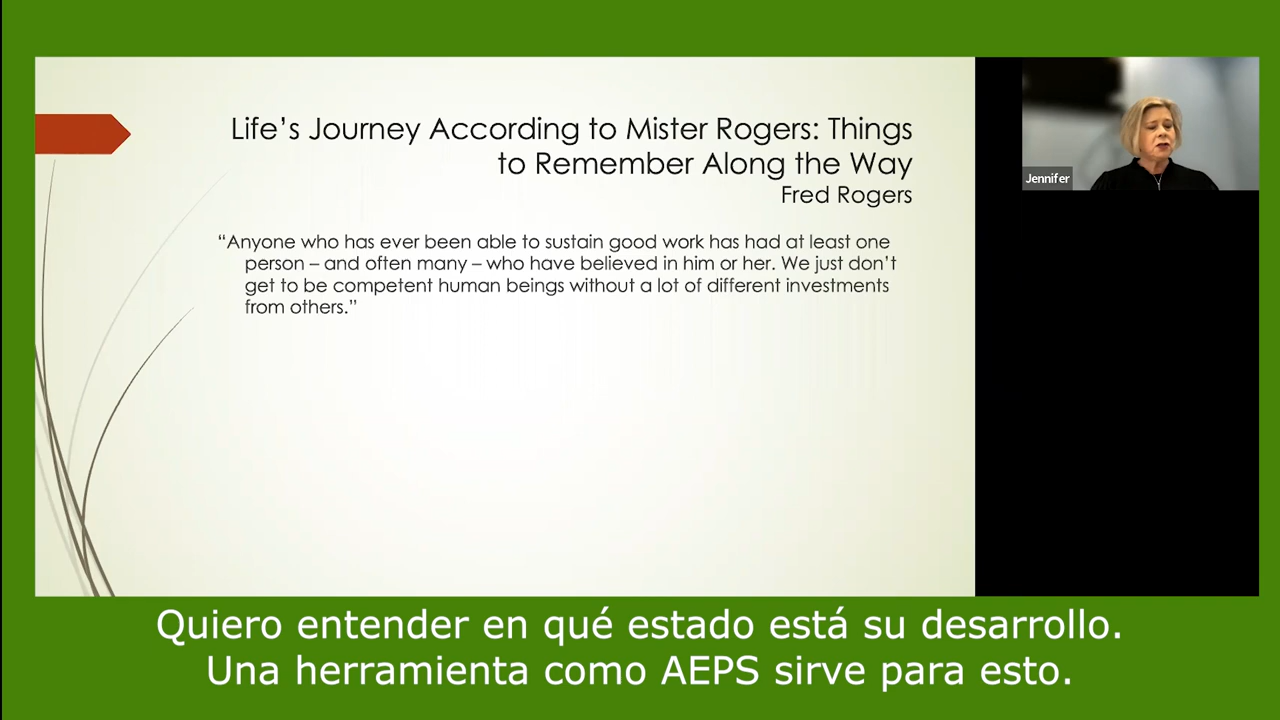 Life’s Journey According to Mister Rogers: Things
to Remember Along the Way
Fred Rogers
“Anyone who has ever been able to sustain good work has had at least one
person – and often many – who have believed in him or her. We just don’t
get to be competent human beings without a lot of different investments
from others.”
Jennifer
Quiero entender en qué estado está su desarrollo.
Una herramienta como AEPS sirve para esto.